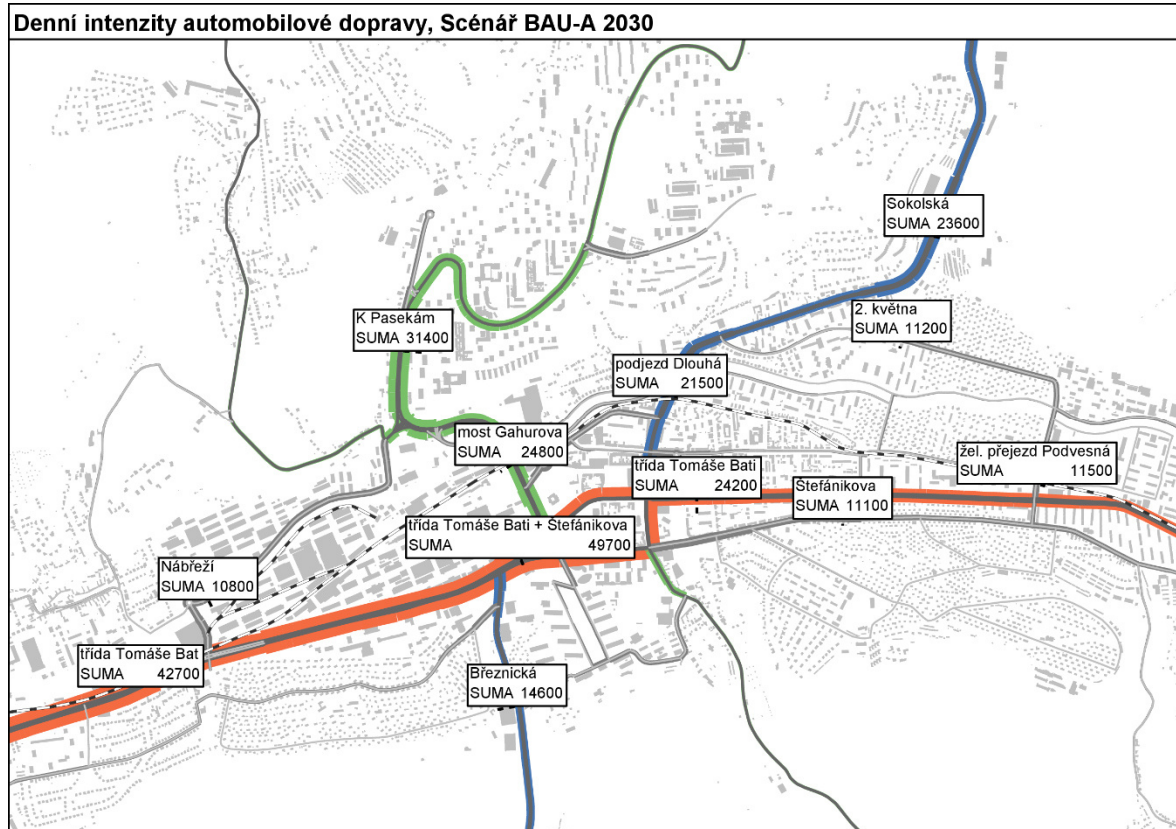 Denní intenzity automobilové dopravy, Scénář BAU-A 2030
Sokolská
SUMA 23600
2. května
SUMA 11200
K Pasekám
SUMA 31400
podjezd Dlouhá
SUMA 21500
most Gahurova
SUMA 24800
třída Tomáše Bati
SUMA 24200
žel. přejezd Podvesná
SUMA 11500
Štefánikova
SUMA 11100
třída Tomáše Bati + Štefánikova
SUMA 49700
Nábřeží
SUMA 10800
třída Tomáše Bat
SUMA 42700
Březnická
SUMA 14600